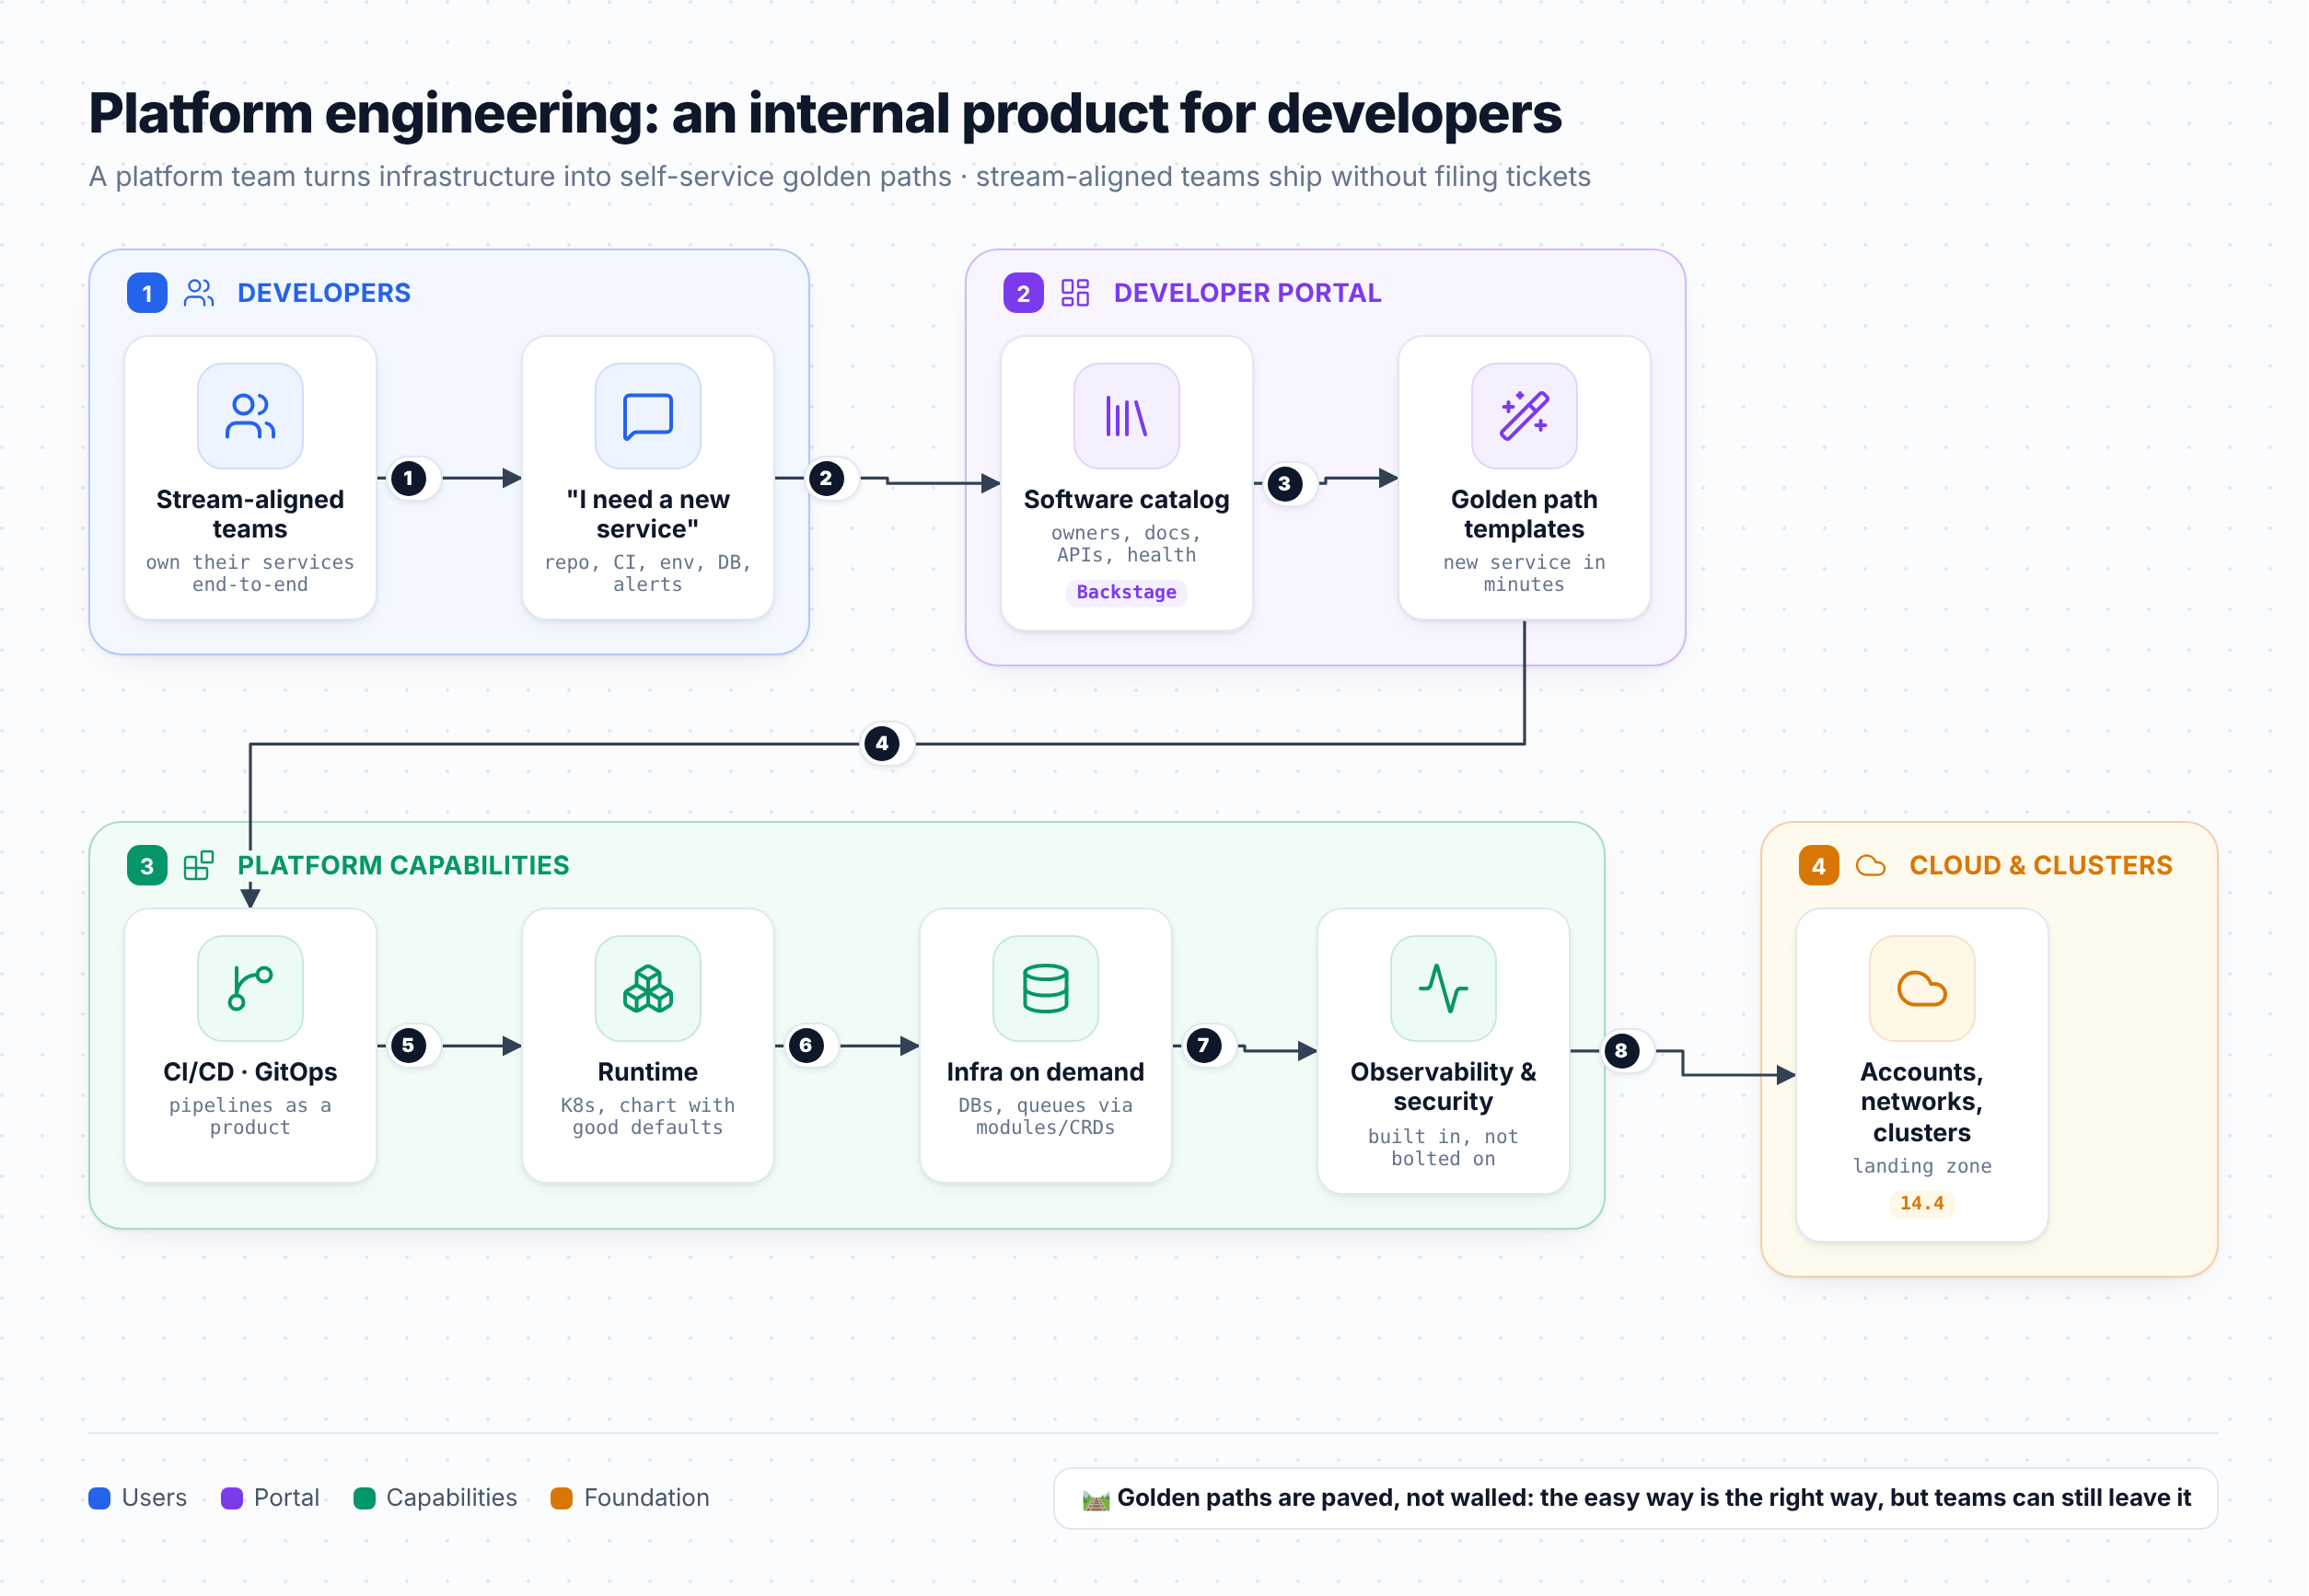 Platform engineering: an internal product for developers
A platform team turns infrastructure into self-service golden paths · stream-aligned teams ship without filing tickets
1 DEVELOPERS
Stream-aligned
teams
own their services
end-to-end
1
"I need a new
service"
repo, CI, env, DB,
alerts
2
2 DEVELOPER PORTAL
Software catalog
owners, docs,
APIs, health
Backstage
3
Golden path
templates
new service in
minutes
4
3 PLATFORM CAPABILITIES
CI/CD · GitOps
pipelines as a
product
5
Runtime
K8s, chart with
good defaults
6
Infra on demand
DBs, queues via
modules/CRDs
7
Observability &
security
built in, not
bolted on
8
4 CLOUD & CLUSTERS
Accounts,
networks,
clusters
landing zone
14.4
Users
Portal
Capabilities
Foundation
Golden paths are paved, not walled: the easy way is the right way, but teams can still leave it